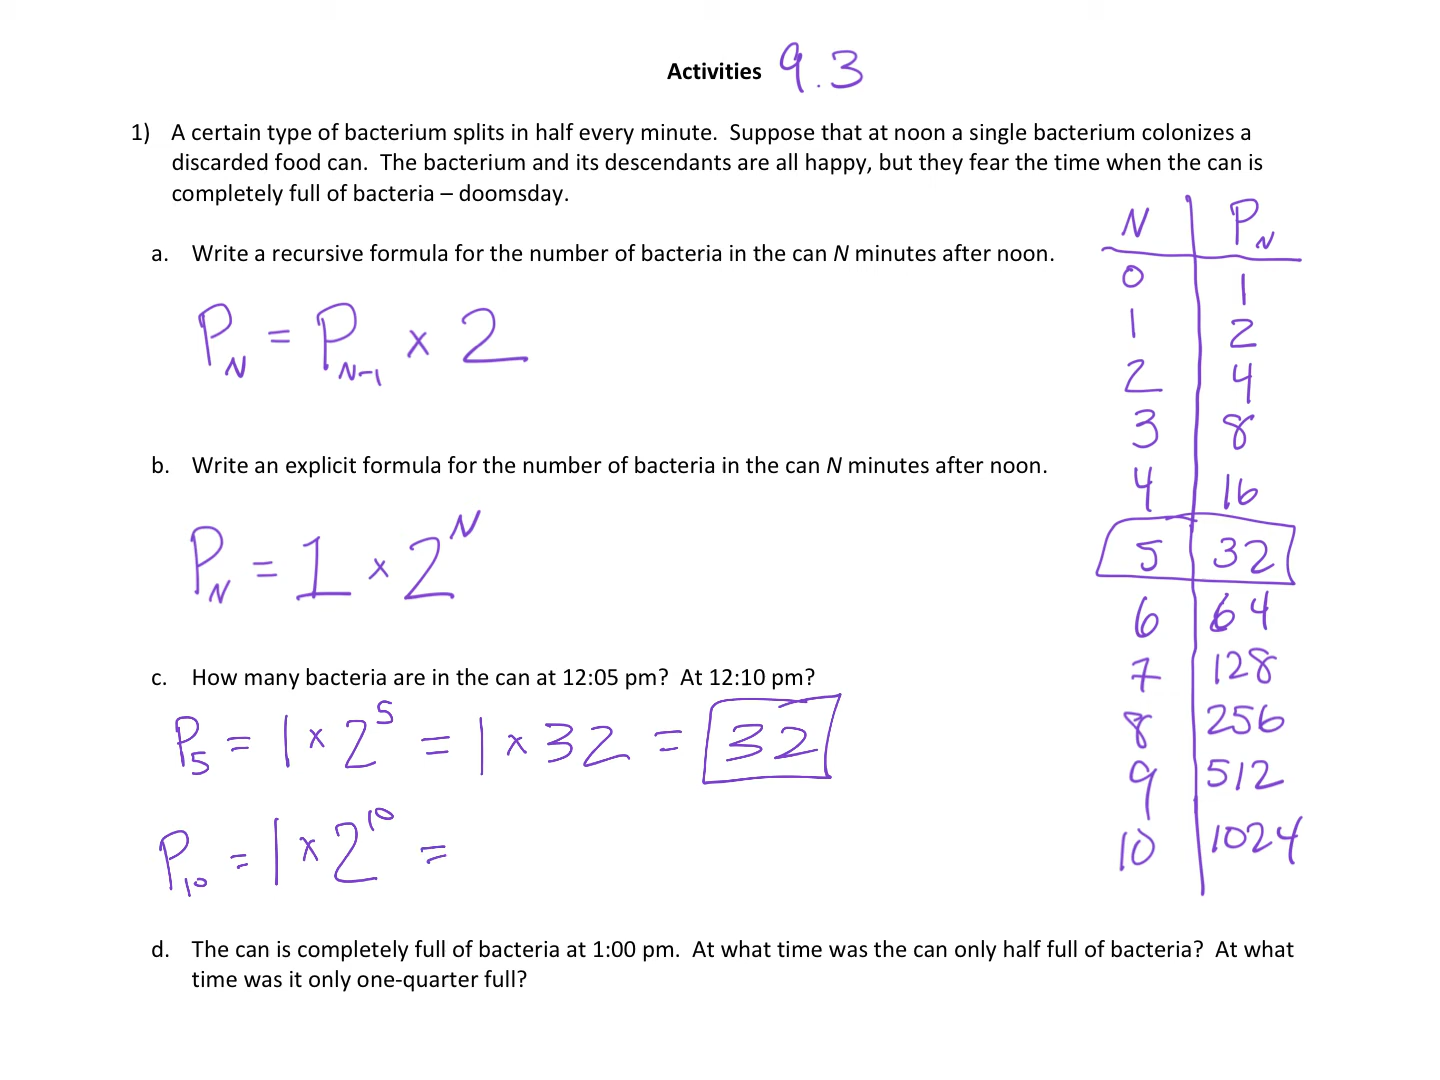 Activities 9.3
1) A certain type of bacterium splits in half every minute. Suppose that at noon a single bacterium colonizes a
discarded food can. The bacterium and its descendants are all happy, but they fear the time when the can is
completely full of bacteria – doomsday.
a. Write a recursive formula for the number of bacteria in the can N minutes after noon.
P_N = P_{N-1} × 2
b. Write an explicit formula for the number of bacteria in the can N minutes after noon.
P_N = 1 × 2^N
c. How many bacteria are in the can at 12:05 pm? At 12:10 pm?
P_5 = 1 × 2^5 = 1 × 32 = 32
P_10 = 1 × 2^10 =
d. The can is completely full of bacteria at 1:00 pm. At what time was the can only half full of bacteria? At what
time was it only one-quarter full?
N P_N
0 1
1 2
2 4
3 8
4 16
5 32
6 64
7 128
8 256
9 512
10 1024